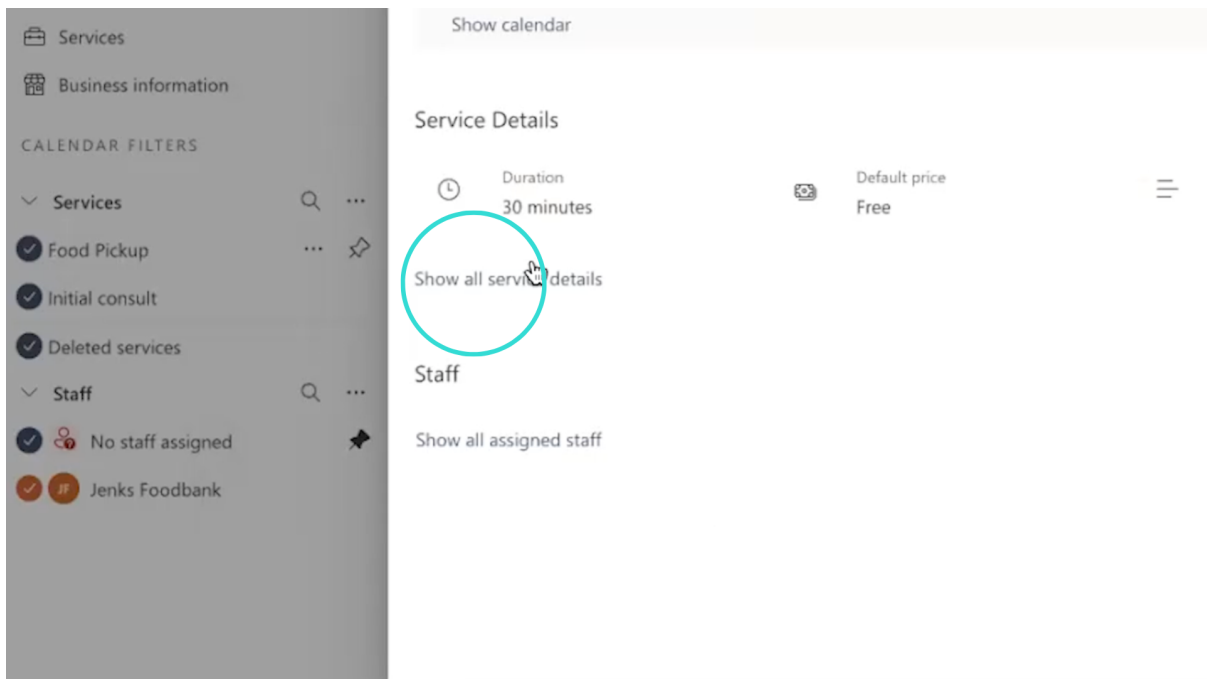 Services
Business information
CALENDAR FILTERS
Services
Food Pickup
Initial consult
Deleted services
Staff
No staff assigned
JF Jenks Foodbank
Show calendar
Service Details
Duration
30 minutes
Default price
Free
Show all service details
Staff
Show all assigned staff